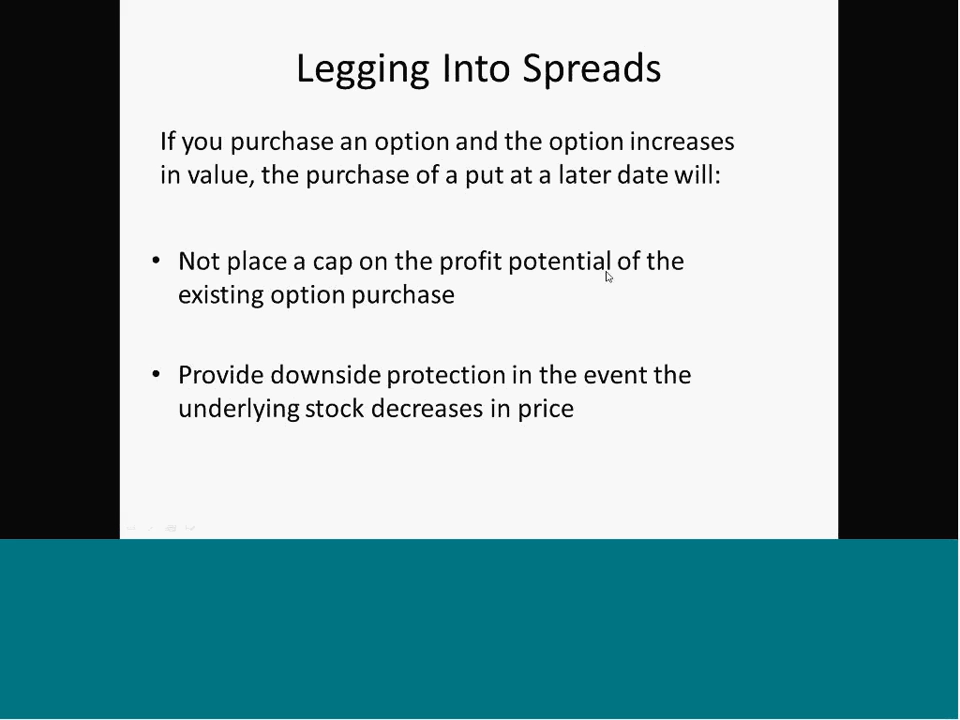 Legging Into Spreads
If you purchase an option and the option increases
in value, the purchase of a put at a later date will:
• Not place a cap on the profit potential of the
existing option purchase
• Provide downside protection in the event the
underlying stock decreases in price